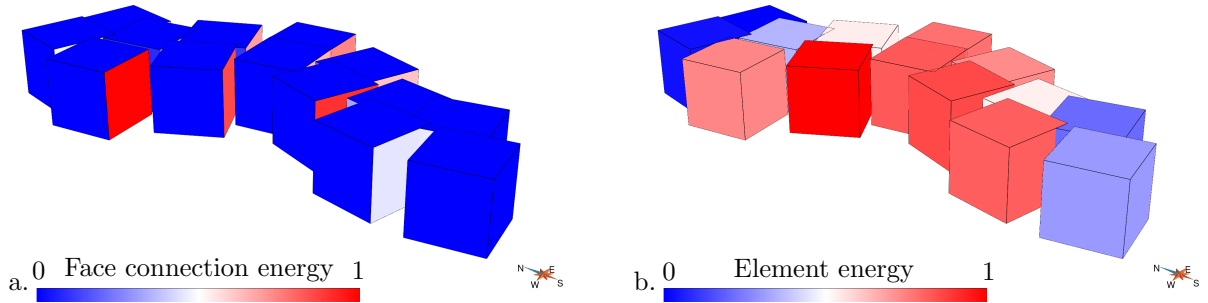 N E
W S
0 Face connection energy 1
a.
N E
W S
0 Element energy 1
b.